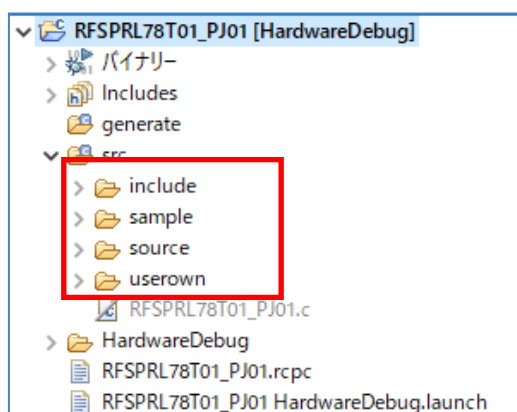 RFSPRL78T01_PJ01 [HardwareDebug]
バイナリー
Includes
generate
src
include
sample
source
userown
RFSPRL78T01_PJ01.c
HardwareDebug
RFSPRL78T01_PJ01.rcpc
RFSPRL78T01_PJ01 HardwareDebug.launch